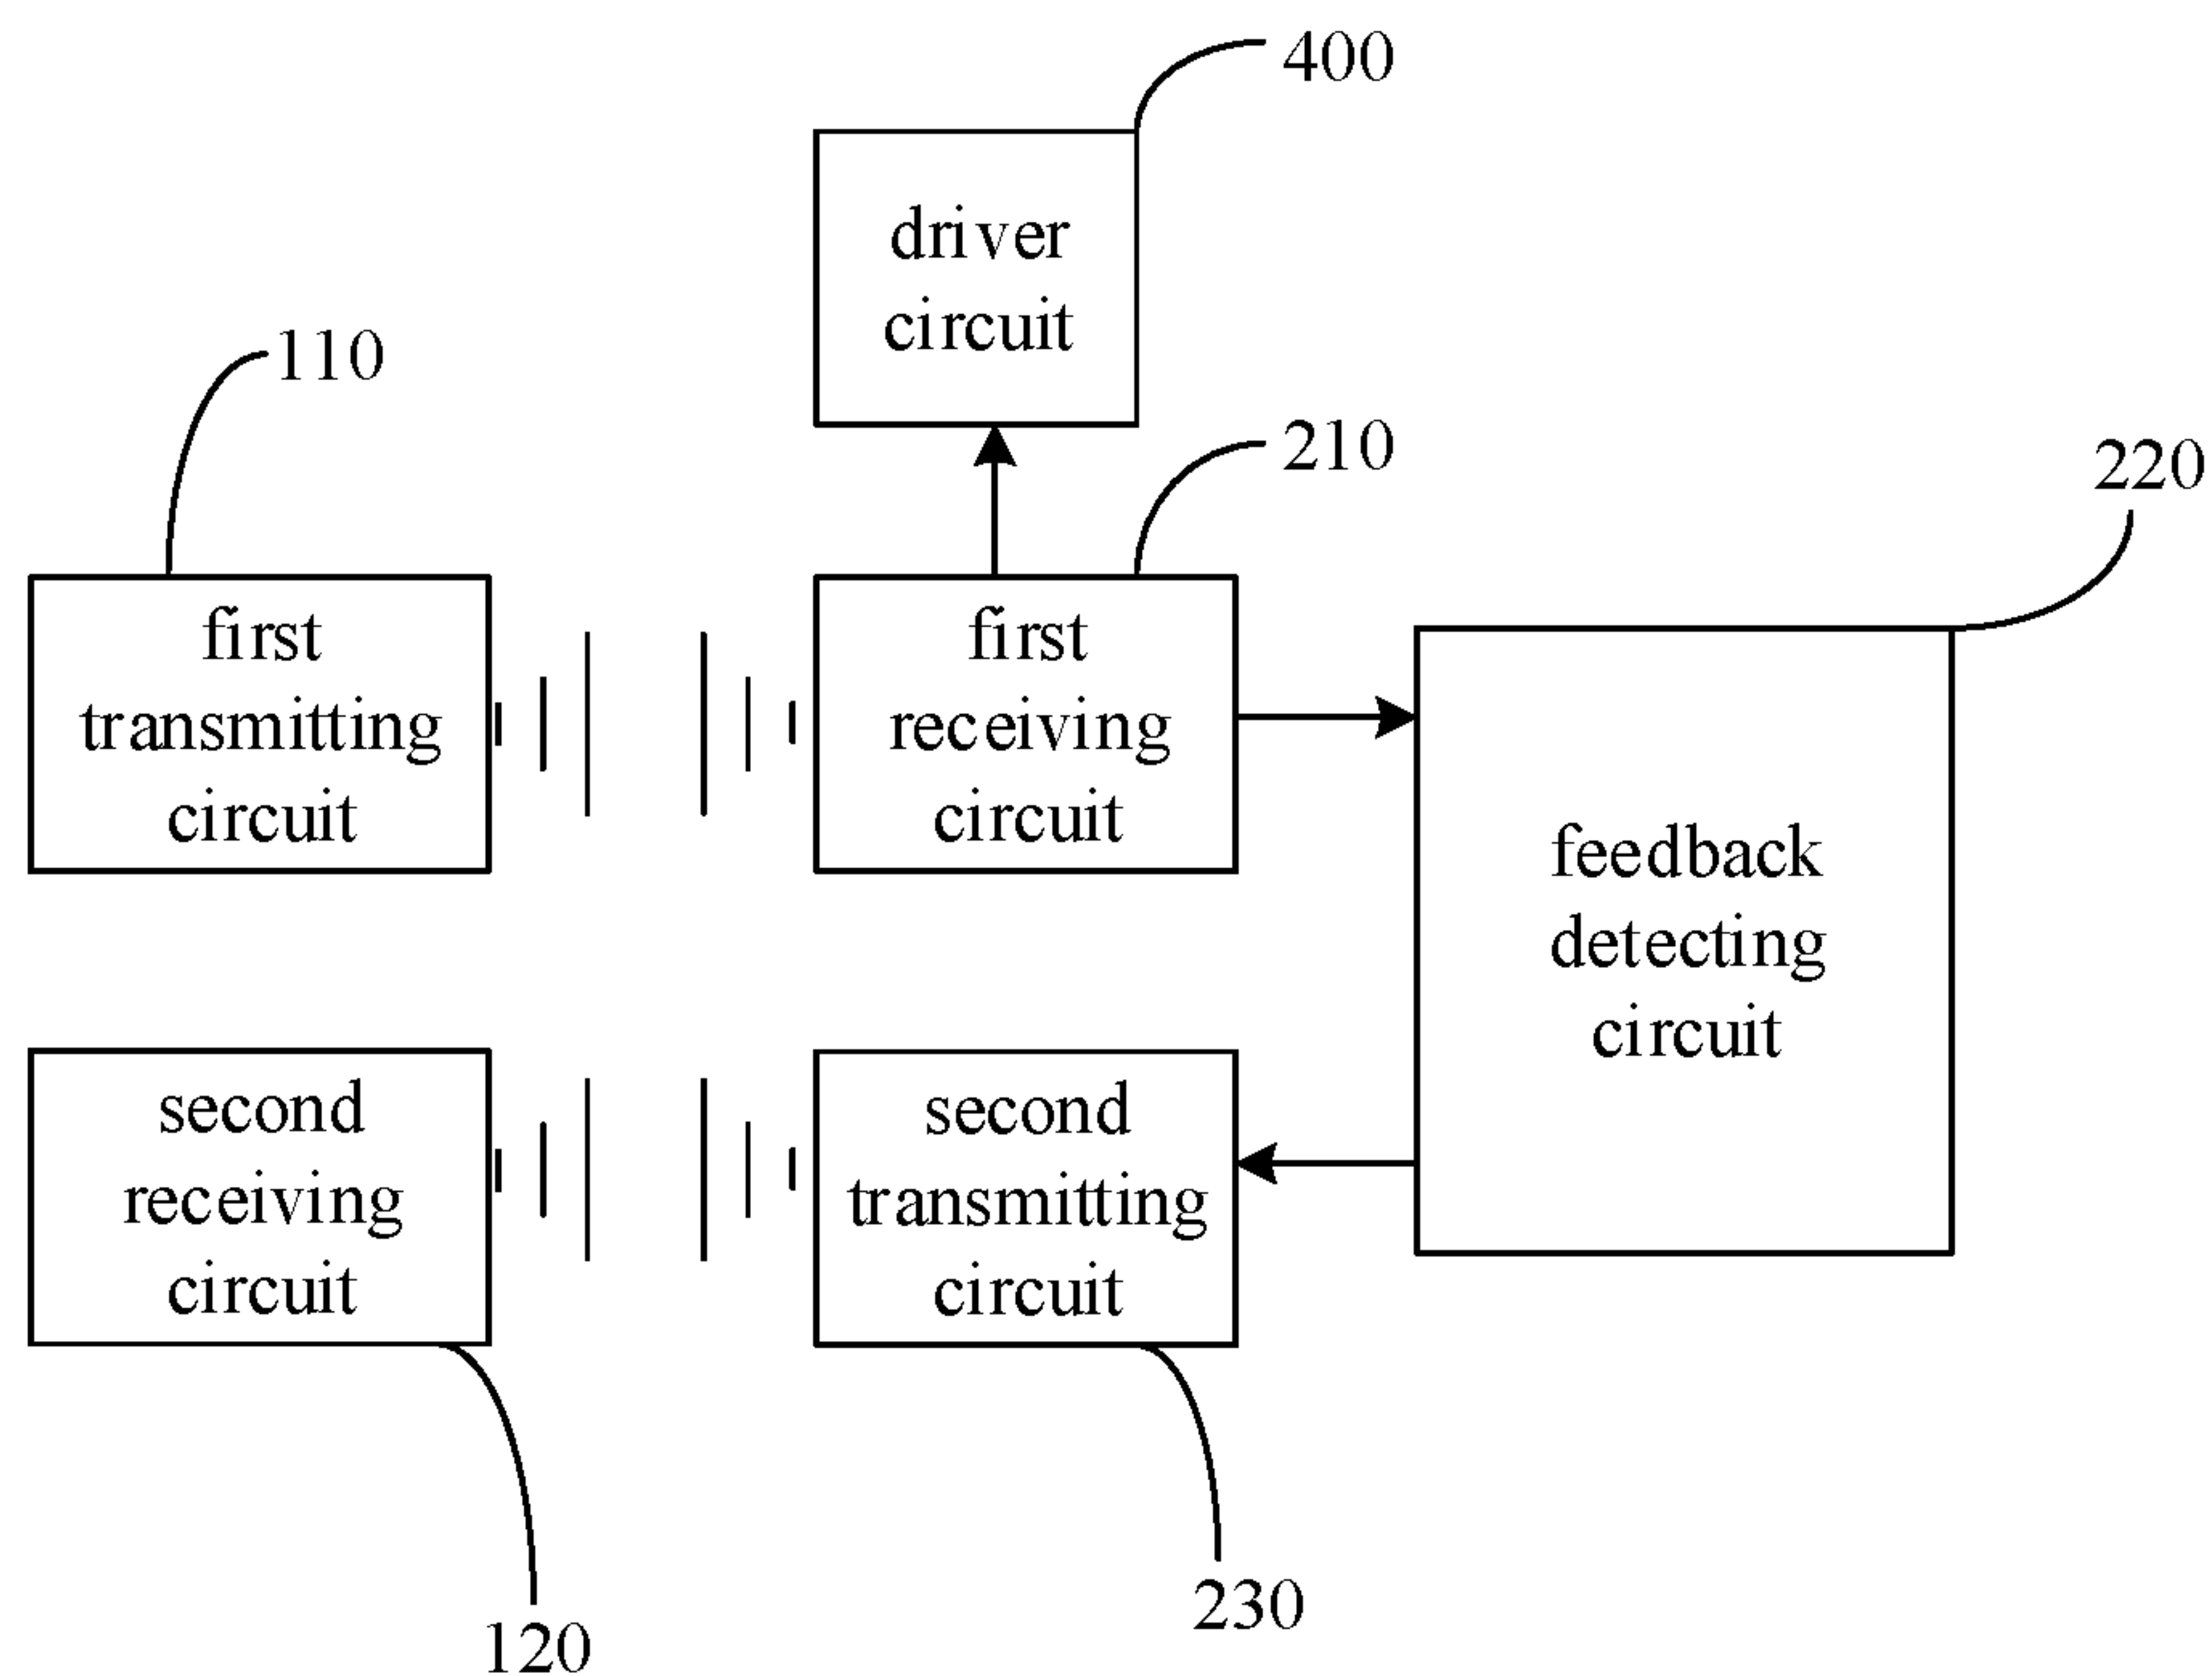 400
driver
circuit
110
210
220
first
transmitting
circuit
first
receiving
circuit
feedback
detecting
circuit
second
receiving
circuit
second
transmitting
circuit
230
120